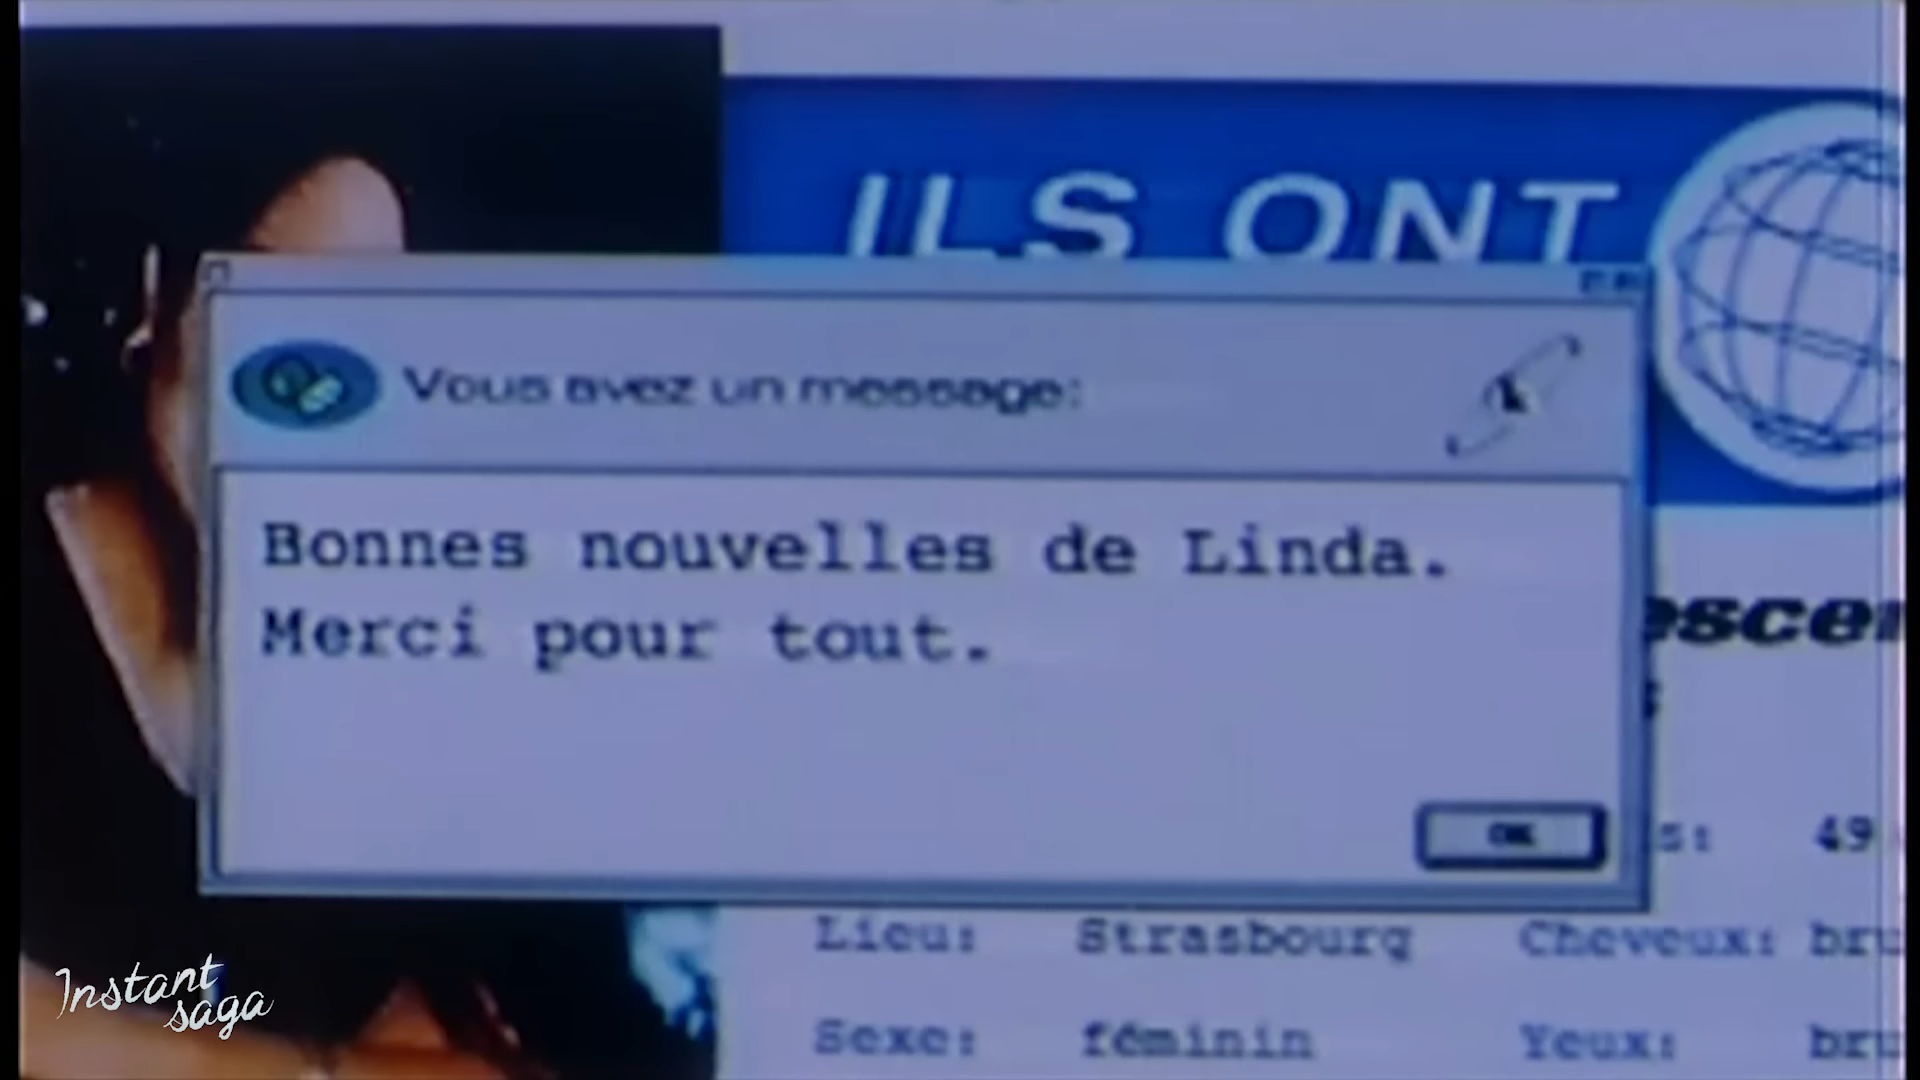 ILS ONT
Vous avez un message:
Bonnes nouvelles de Linda.
Merci pour tout.
OK
49
Lieu: Strasbourg Cheveux:
Sexe: féminin Yeux:
Instant
saga